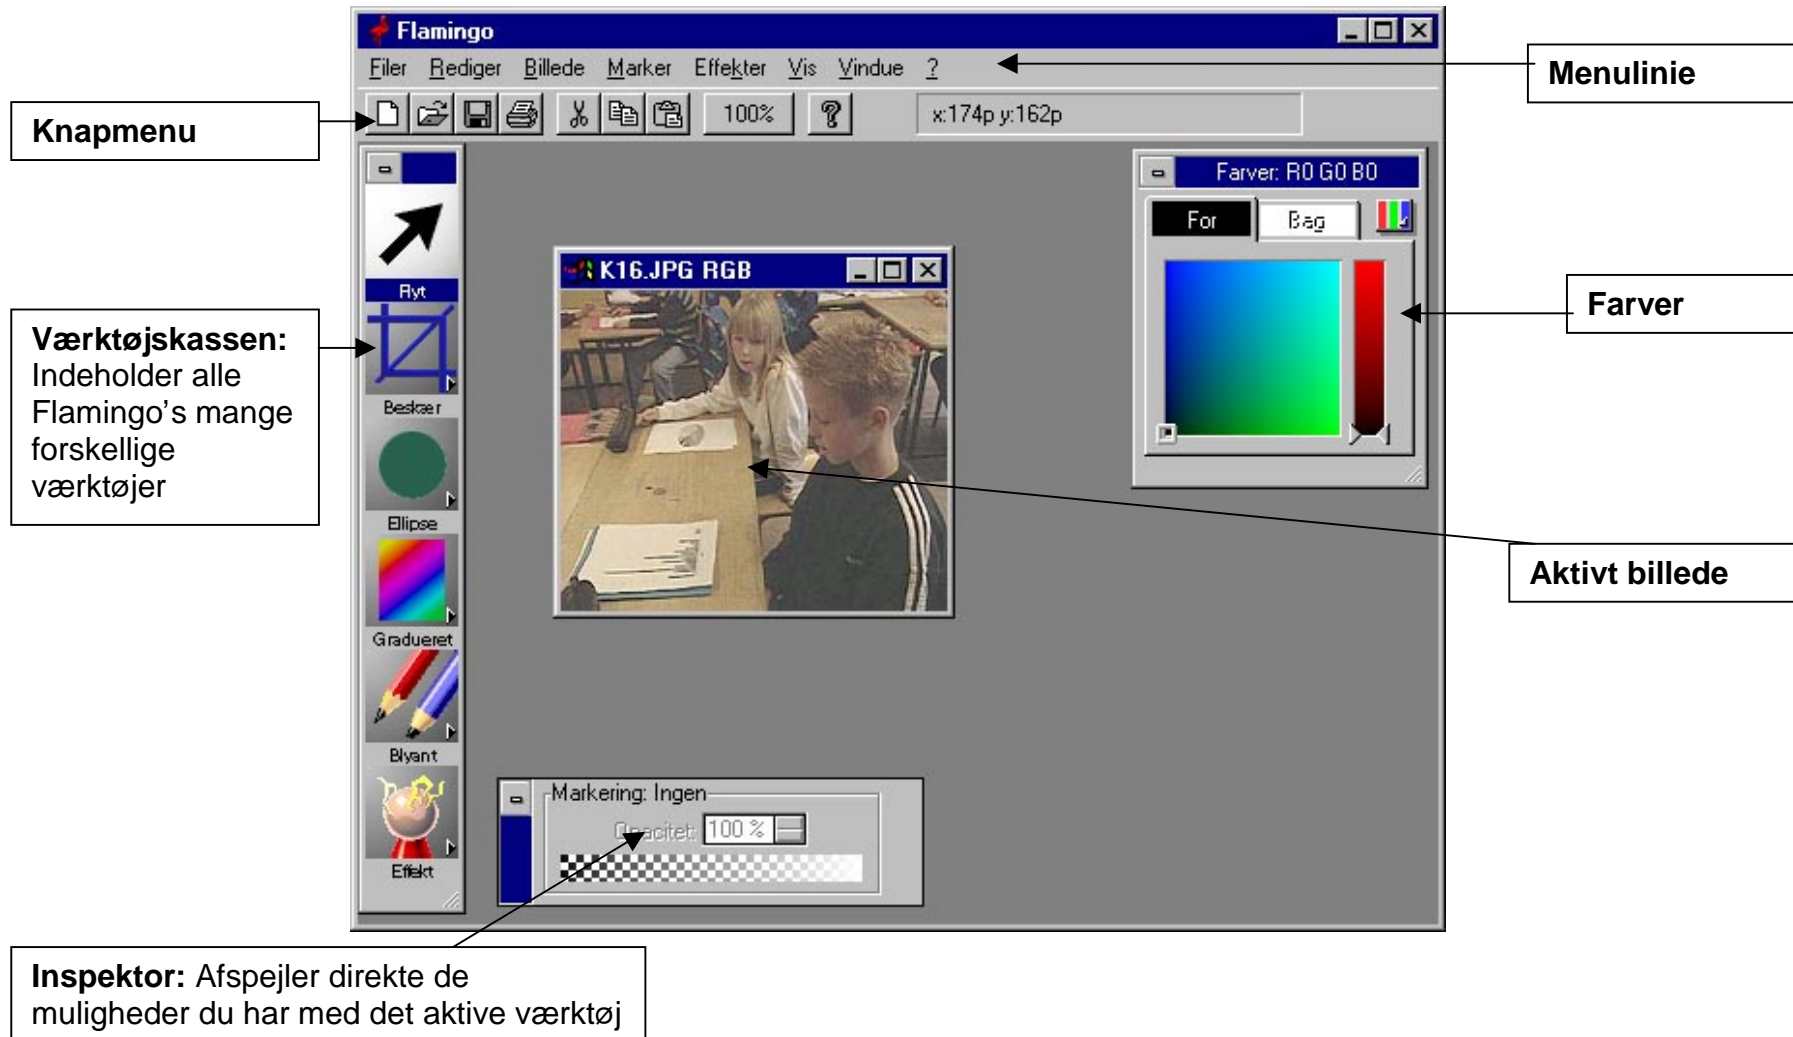 Flamingo
Filer Rediger Billede Marker Effekter Vis Vindue ?
Menulinie
Knapmenu
100%
x:174p y:162p
Farver: R0 G0 B0
For Bag
Flyt
K16.JPG RGB
Farver
Værktøjskassen:
Indeholder alle
Flamingo's mange
forskellige
værktøjer
Beskær
Ellipse
Aktivt billede
Gradueret
Blyant
Markering: Ingen
Opacitet: 100 %
Effekt
Inspektor: Afspejler direkte de
muligheder du har med det aktive værktøj